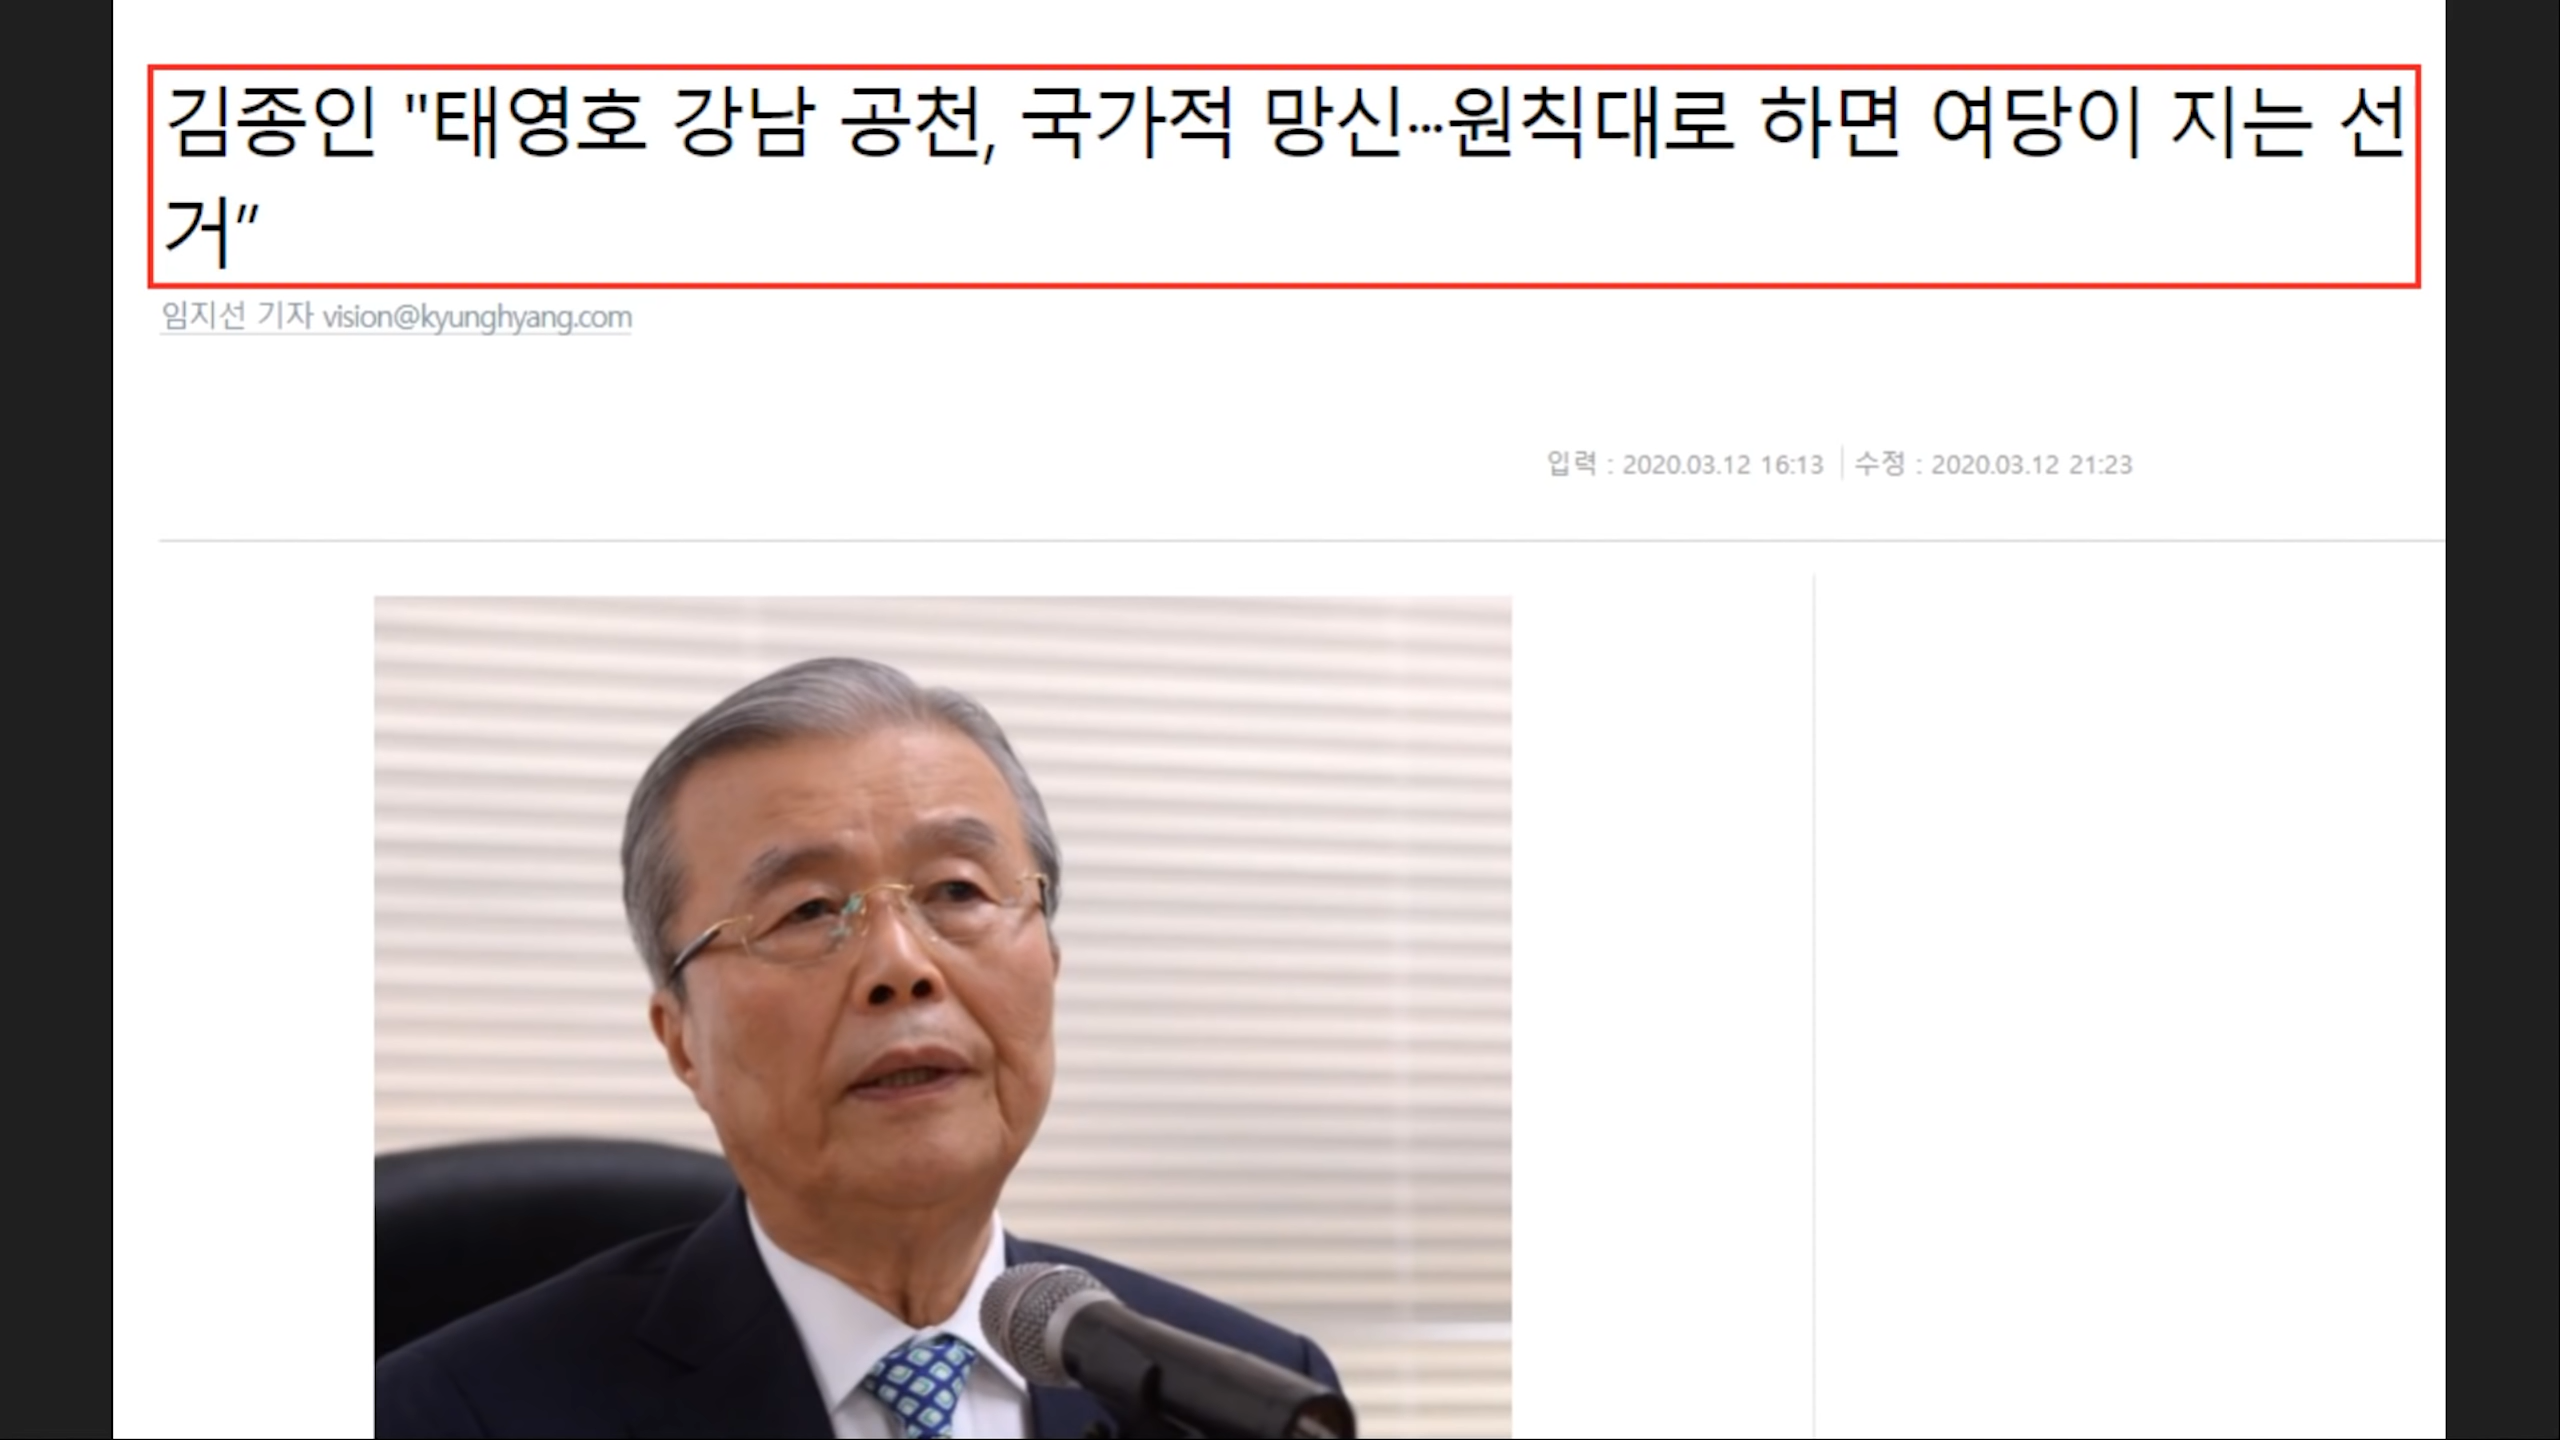 김종인 "태영호 강남 공천, 국가적 망신…원칙대로 하면 여당이 지는 선
거”
임지선 기자 vision@kyunghyang.com
입력 : 2020.03.12 16:13 수정 : 2020.03.12 21:23